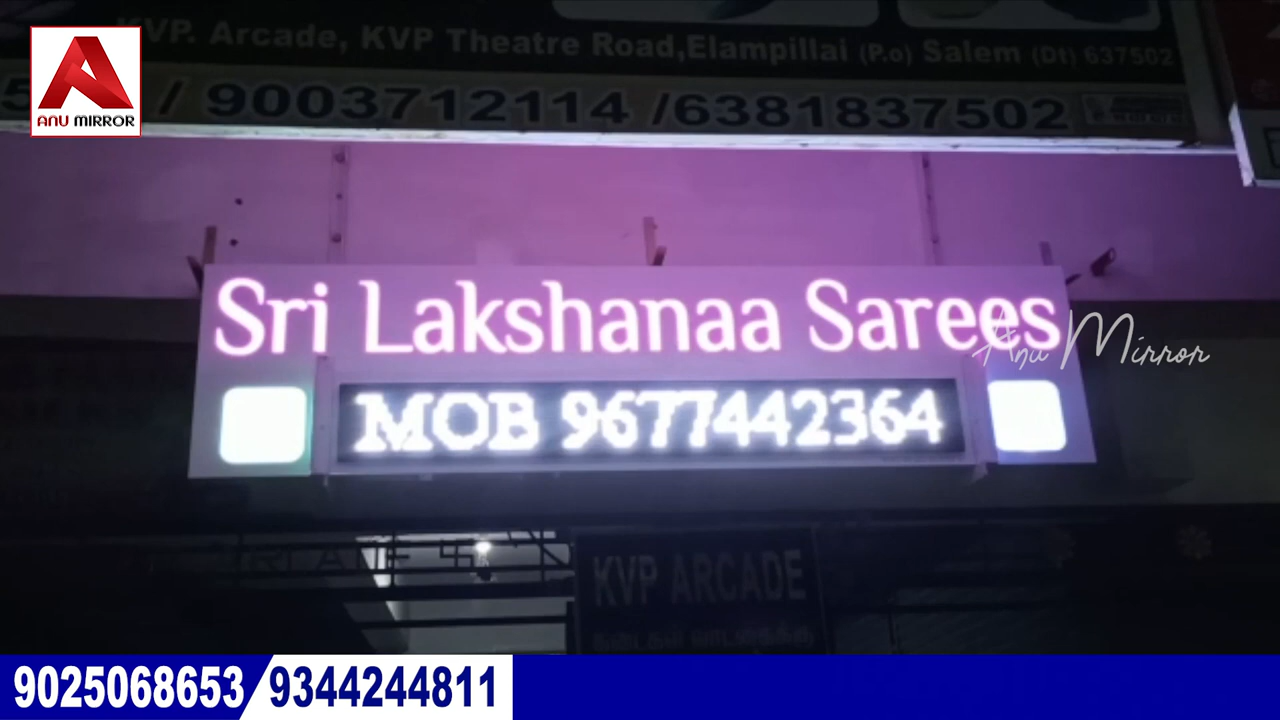 KVP. Arcade, KVP Theatre Road,Elampillai (P.o) Salem (Dt) 637502
/ 9003712114 /6381837502
ANU MIRROR
Sri Lakshanaa Sarees
Anu Mirror
MOB 9677442364
KVP ARCADE
9025068653 9344244811